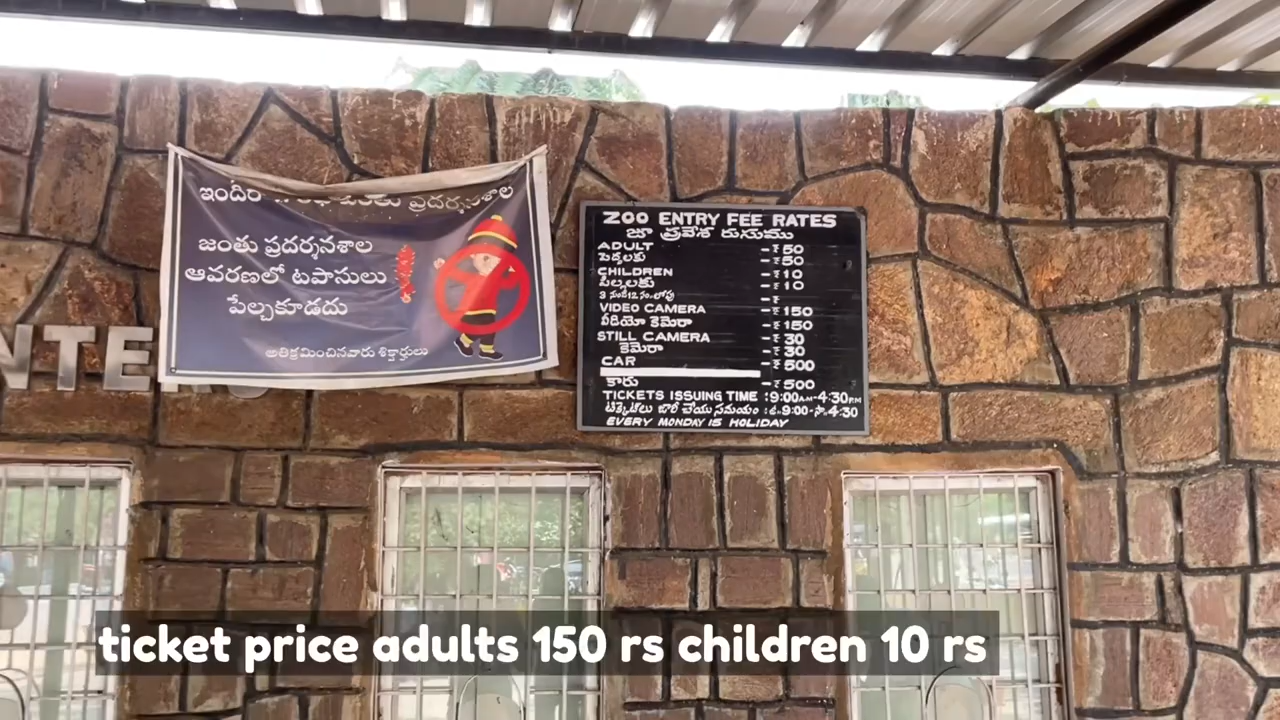 జంతు ప్రదర్శనశాల
ఆవరణలో టపాసులు
పేల్చకూడదు
అతిక్రమించినవారు శిక్షార్హులు
ZOO ENTRY FEE RATES
జూ ప్రవేశ రుసుము
ADULT -₹50
పెద్దలకు -₹50
CHILDREN -₹10
పిల్లలకు -₹10
-₹
VIDEO CAMERA -₹150
వీడియో కెమెరా -₹150
STILL CAMERA -₹30
కెమెరా -₹30
CAR -₹500
కారు -₹500
TICKETS ISSUING TIME :9:00AM-4:30PM
టిక్కెట్‌లు జారీ చేయు సమయం : ఉ.9:00-సా.4:30
EVERY MONDAY IS HOLIDAY
ticket price adults 150 rs children 10 rs